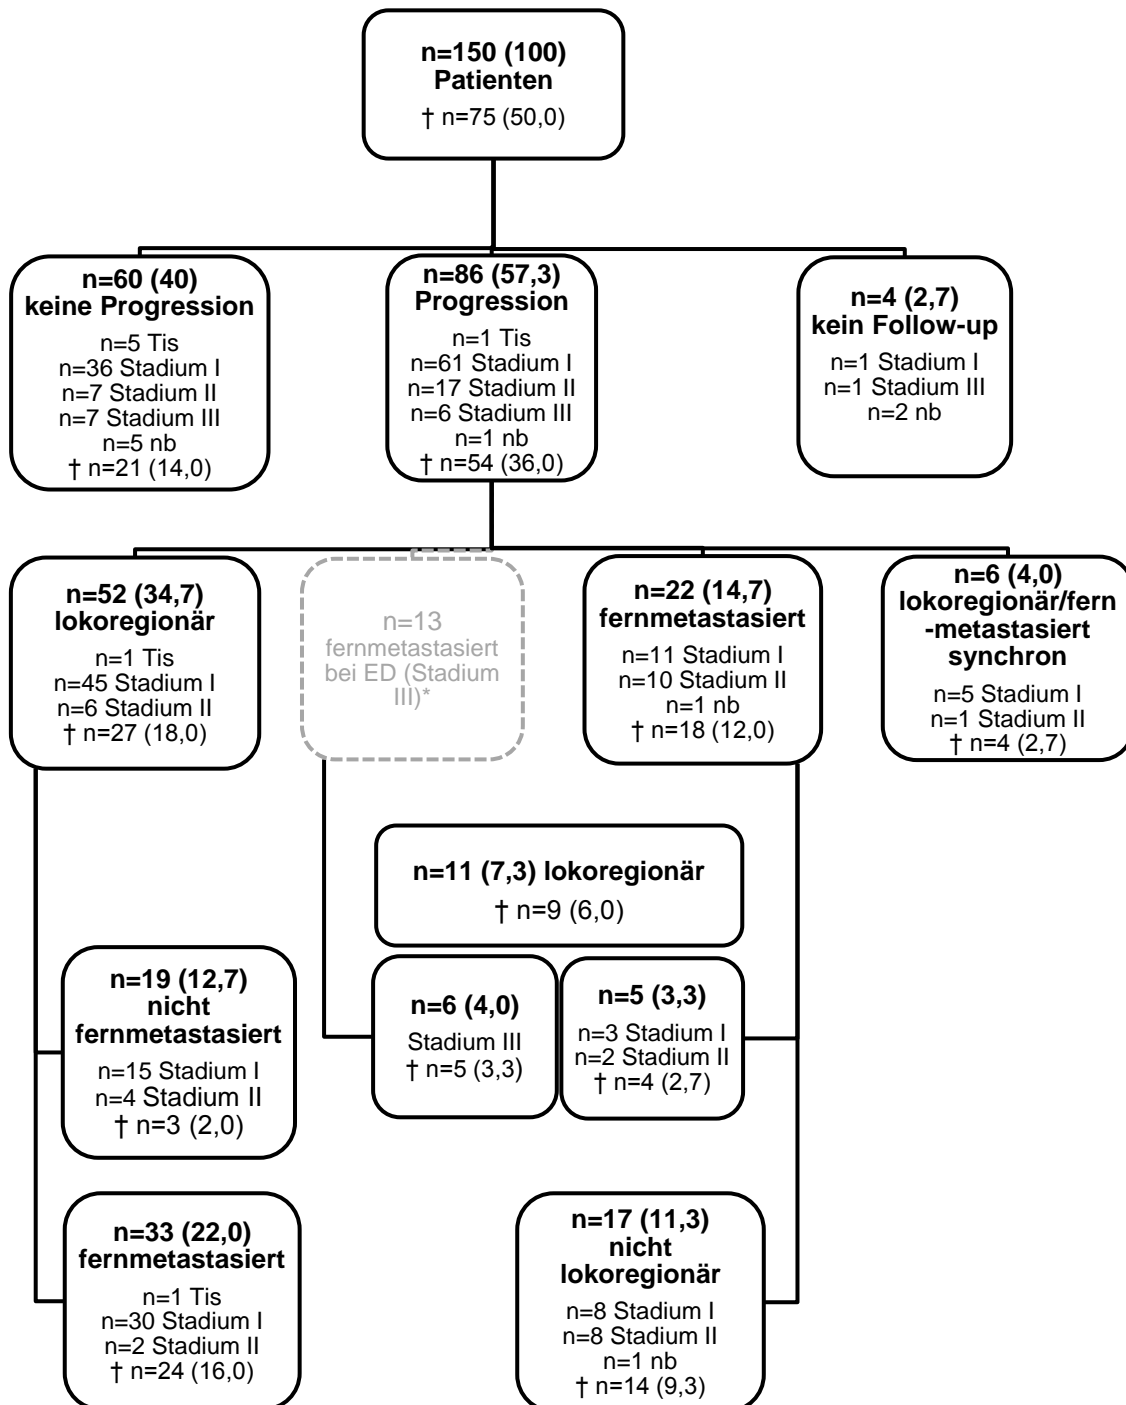 n=150 (100)
Patienten
† n=75 (50,0)
n=60 (40)
keine Progression
n=5 Tis
n=36 Stadium I
n=7 Stadium II
n=7 Stadium III
n=5 nb
† n=21 (14,0)
n=86 (57,3)
Progression
n=1 Tis
n=61 Stadium I
n=17 Stadium II
n=6 Stadium III
n=1 nb
† n=54 (36,0)
n=4 (2,7)
kein Follow-up
n=1 Stadium I
n=1 Stadium III
n=2 nb
n=52 (34,7)
lokoregionär
n=1 Tis
n=45 Stadium I
n=6 Stadium II
† n=27 (18,0)
n=13
fernmetastasiert
bei ED (Stadium
III)*
n=22 (14,7)
fernmetastasiert
n=11 Stadium I
n=10 Stadium II
n=1 nb
† n=18 (12,0)
n=6 (4,0)
lokoregionär/fern
-metastasiert
synchron
n=5 Stadium I
n=1 Stadium II
† n=4 (2,7)
n=11 (7,3) lokoregionär
† n=9 (6,0)
n=19 (12,7)
nicht
fernmetastasiert
n=15 Stadium I
n=4 Stadium II
† n=3 (2,0)
n=6 (4,0)
Stadium III
† n=5 (3,3)
n=5 (3,3)
n=3 Stadium I
n=2 Stadium II
† n=4 (2,7)
n=33 (22,0)
fernmetastasiert
n=1 Tis
n=30 Stadium I
n=2 Stadium II
† n=24 (16,0)
n=17 (11,3)
nicht
lokoregionär
n=8 Stadium I
n=8 Stadium II
n=1 nb
† n=14 (9,3)